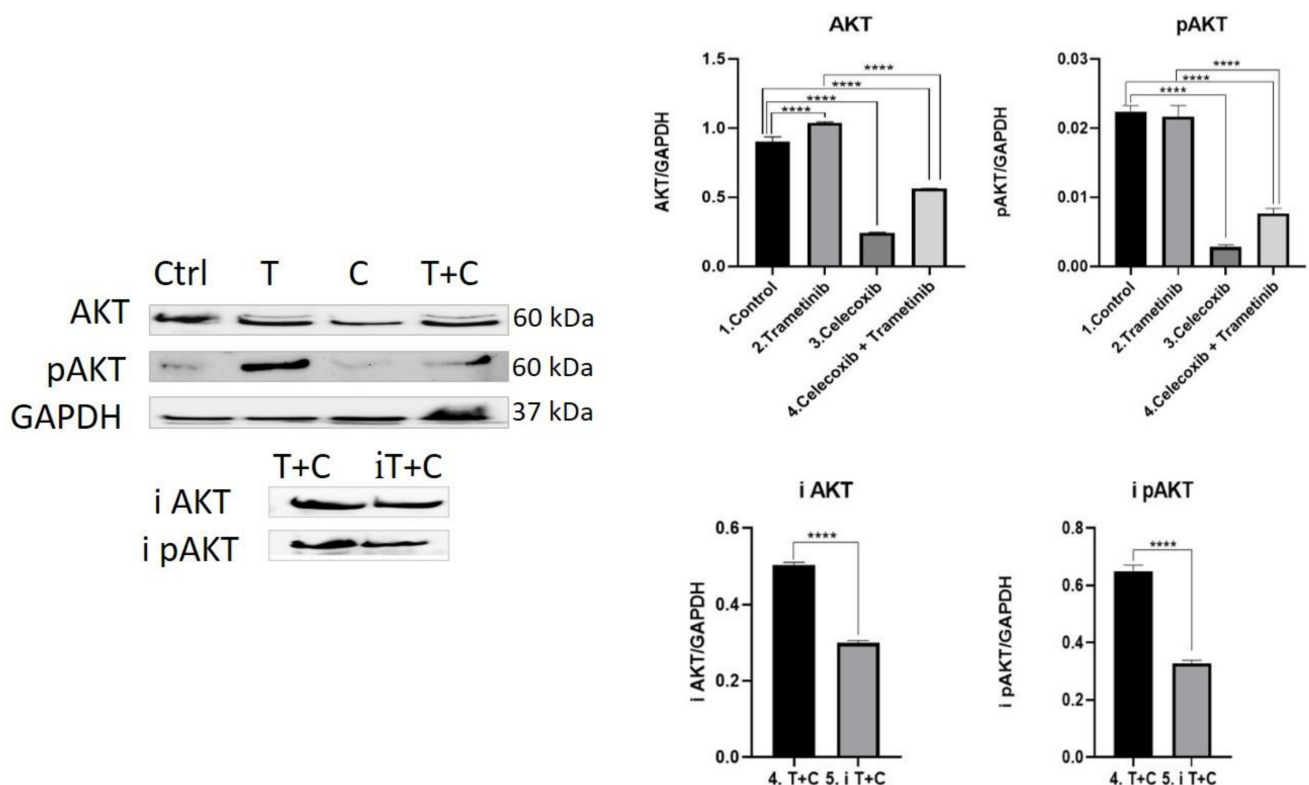 Ctrl T C T+C
AKT 60 kDa
pAKT 60 kDa
GAPDH 37 kDa
T+C iT+C
i AKT
i pAKT
AKT
AKT/GAPDH
1.5
1.0
0.5
0.0
****
****
****
****
1.Control
2.Trametinib
3.Celecoxib
4.Celecoxib + Trametinib
pAKT
pAKT/GAPDH
0.03
0.02
0.01
0.00
****
****
****
1.Control
2.Trametinib
3.Celecoxib
4.Celecoxib + Trametinib
i AKT
i AKT/GAPDH
0.6
0.4
0.2
0.0
****
4. T+C 5. i T+C
i pAKT
i pAKT/GAPDH
0.8
0.6
0.4
0.2
0.0
****
4. T+C 5. i T+C